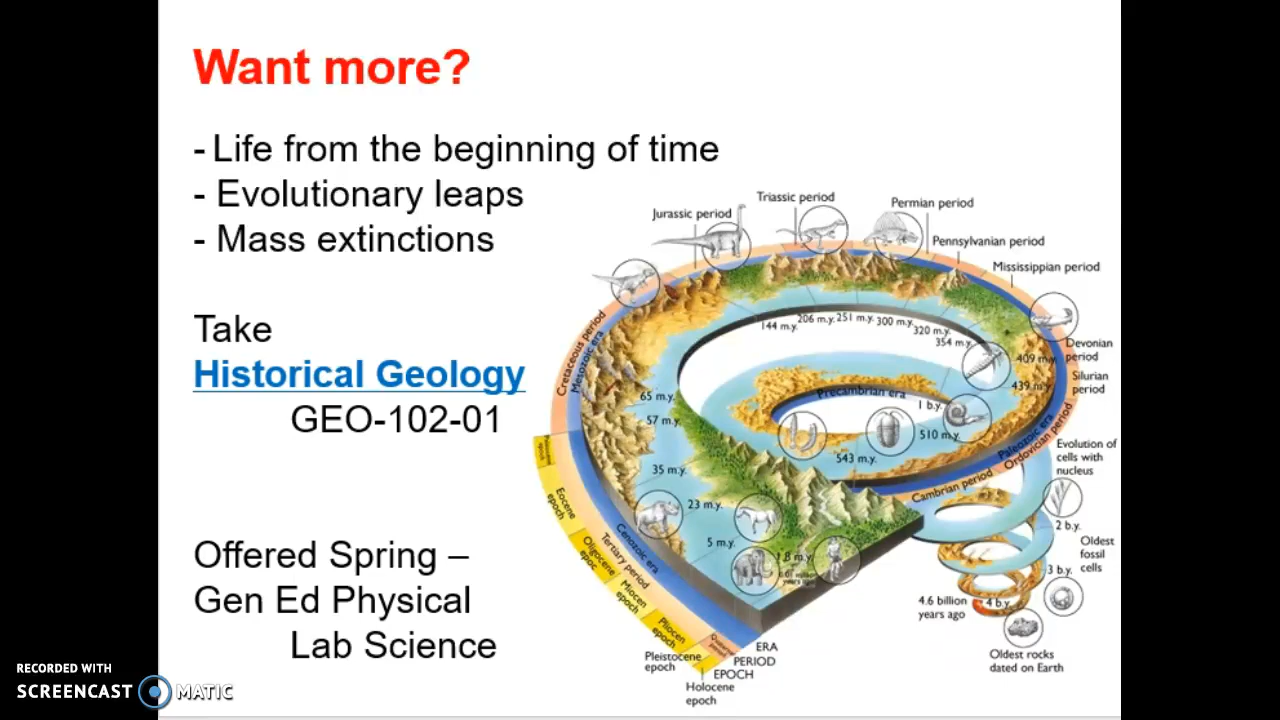 Want more?
- Life from the beginning of time
- Evolutionary leaps
- Mass extinctions
Take
Historical Geology
GEO-102-01
Offered Spring –
Gen Ed Physical
Lab Science
Jurassic period
Triassic period
Permian period
Pennsylvanian period
Mississippian period
Devonian
period
Silurian
period
Ordovician period
Paleozoic era
Cambrian period
Precambrian era
Cretaceous period
Mesozoic era
144 m.y.
206 m.y.
251 m.y.
300 m.y.
320 m.y.
354 m.y.
409 m.y.
439 m.y.
510 m.y.
543 m.y.
1 b.y.
65 m.y.
57 m.y.
35 m.y.
23 m.y.
5 m.y.
1.8 m.y.
Evolution of
cells with
nucleus
2 b.y.
Oldest
fossil
cells
3 b.y.
4 b.y.
4.6 billion
years ago
Oldest rocks
dated on Earth
Cenozoic era
Tertiary period
Eocene
epoch
Oligocene
epoc
Miocen
epoch
Pliocen
epoch
Pleistocene
epoch
Holocene
epoch
ERA
PERIOD
EPOCH
RECORDED WITH
SCREENCAST MATIC